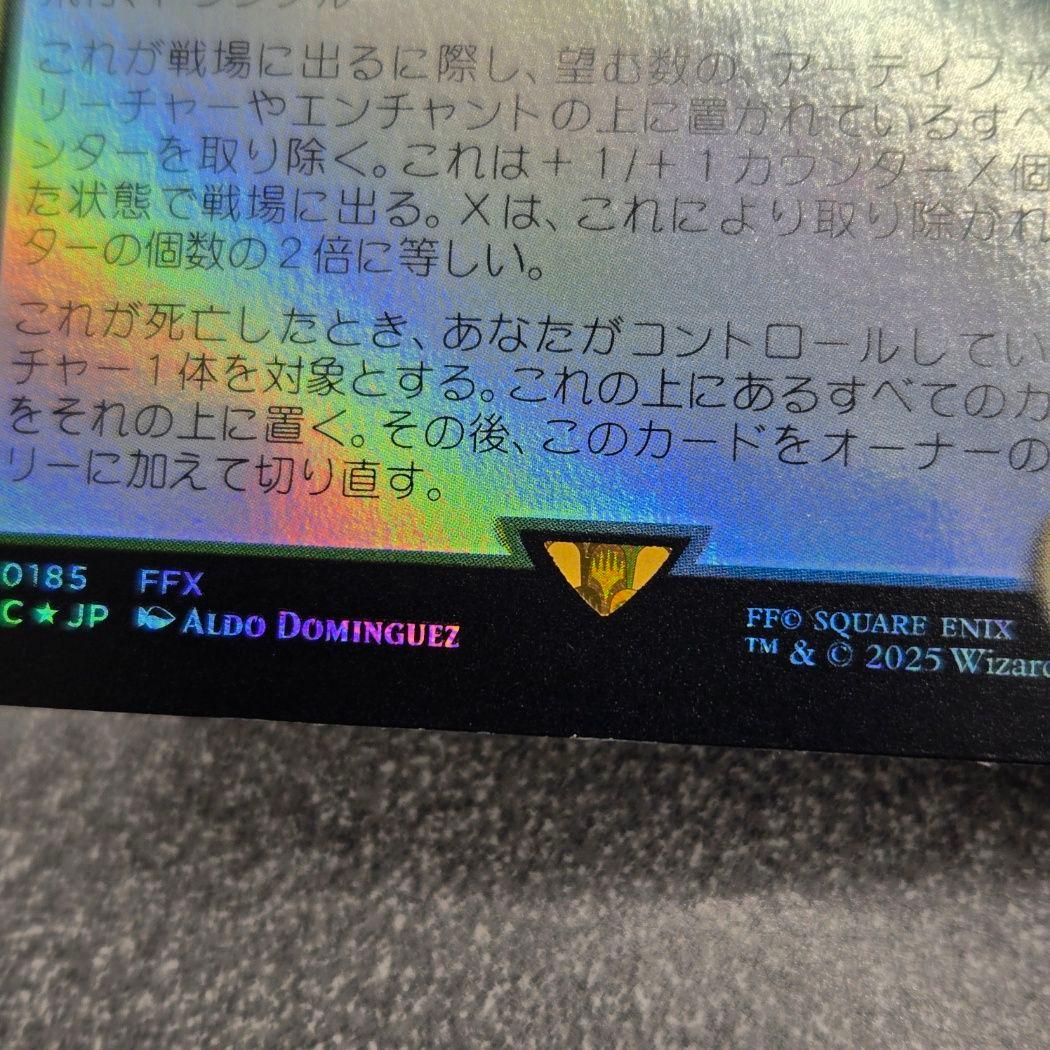 これが戦場に出るに際し、望む数の、アーティファ
リーチャーやエンチャントの上に置かれているすべ
ンターを取り除く。これは＋１/＋１カウンターＸ個
た状態で戦場に出る。Ｘは、これにより取り除かれ
ターの個数の２倍に等しい。
これが死亡したとき、あなたがコントロールしてい
チャー１体を対象とする。これの上にあるすべてのカ
をそれの上に置く。その後、このカードをオーナーの
リーに加えて切り直す。
0185 FFX
C★JP ALDO DOMINGUEZ
FF© SQUARE ENIX
™ & © 2025 Wizard